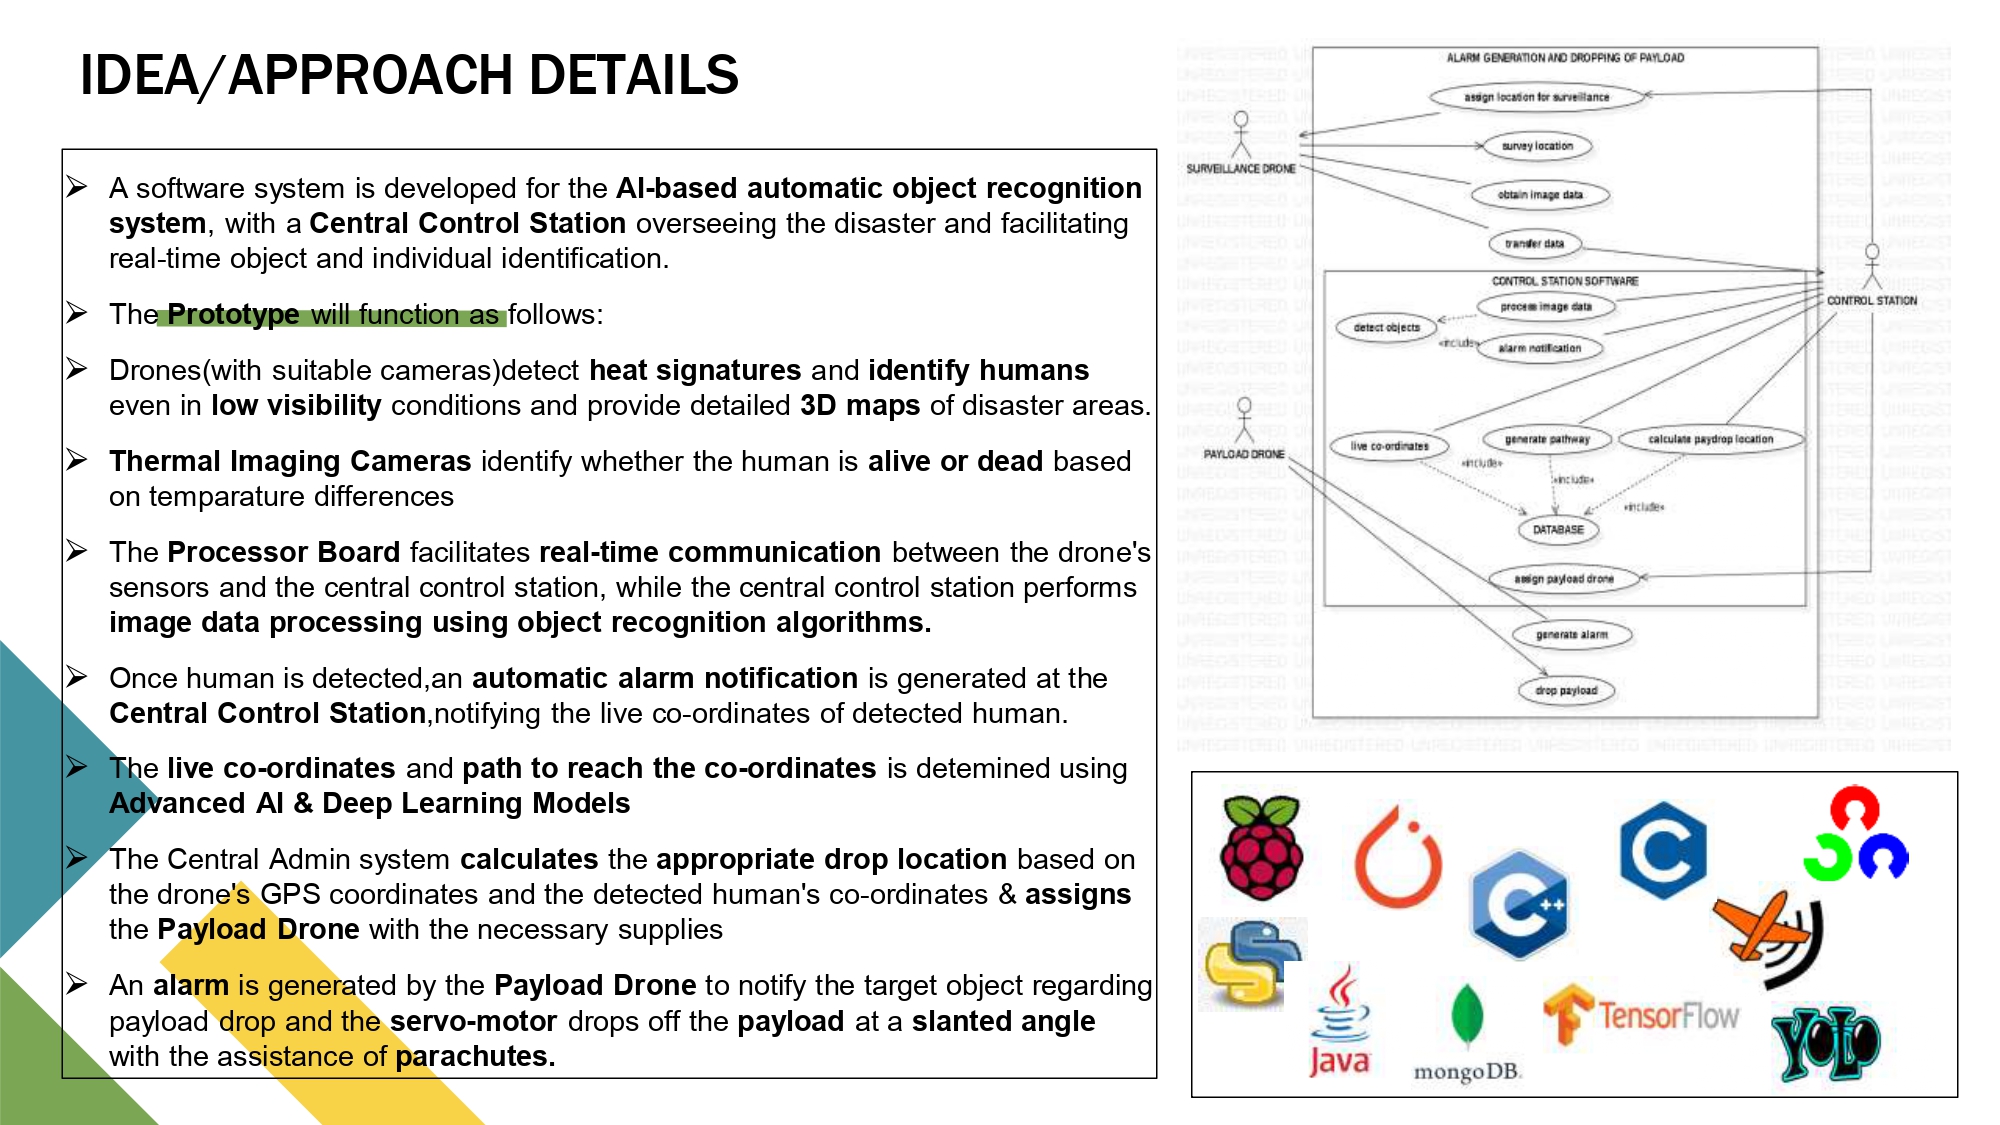 IDEA/APPROACH DETAILS
➢ A software system is developed for the AI-based automatic object recognition
system, with a Central Control Station overseeing the disaster and facilitating
real-time object and individual identification.
➢ The Prototype will function as follows:
➢ Drones(with suitable cameras)detect heat signatures and identify humans
even in low visibility conditions and provide detailed 3D maps of disaster areas.
➢ Thermal Imaging Cameras identify whether the human is alive or dead based
on temparature differences
➢ The Processor Board facilitates real-time communication between the drone's
sensors and the central control station, while the central control station performs
image data processing using object recognition algorithms.
➢ Once human is detected,an automatic alarm notification is generated at the
Central Control Station,notifying the live co-ordinates of detected human.
➢ The live co-ordinates and path to reach the co-ordinates is detemined using
Advanced AI & Deep Learning Models
➢ The Central Admin system calculates the appropriate drop location based on
the drone's GPS coordinates and the detected human's co-ordinates & assigns
the Payload Drone with the necessary supplies
➢ An alarm is generated by the Payload Drone to notify the target object regarding
payload drop and the servo-motor drops off the payload at a slanted angle
with the assistance of parachutes.
ALARM GENERATION AND DROPPING OF PAYLOAD
assign location for surveillance
survey location
SURVEILLANCE DRONE
obtain image data
transfer data
CONTROL STATION SOFTWARE
CONTROL STATION
process image data
detect objects
«include»
alarm notification
PAYLOAD DRONE
live co-ordinates
generate pathway
calculate paydrop location
«include»
«include»
«include»
DATABASE
assign payload drone
generate alarm
drop payload
UNREGISTERED
C
C++
Java
mongoDB.
TensorFlow
YOLO